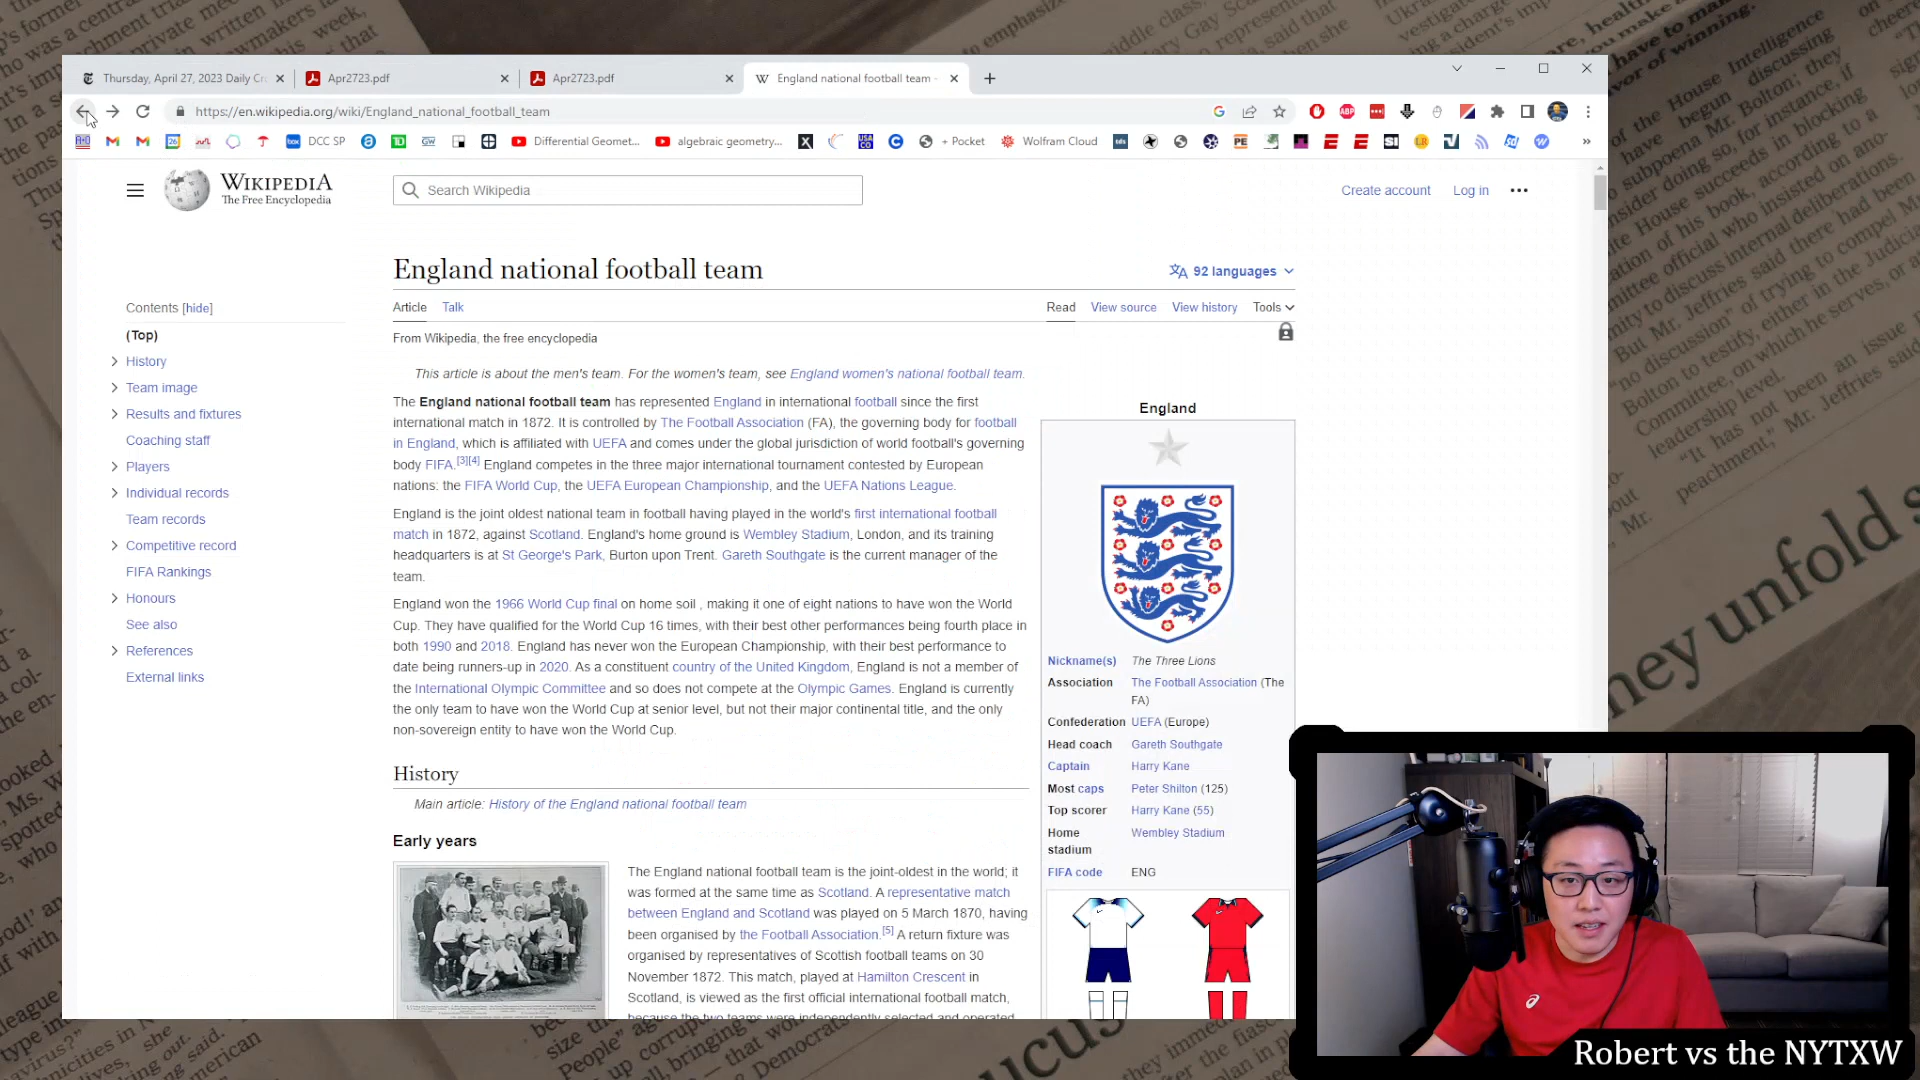 Thursday, April 27, 2023 Daily Cr
Apr2723.pdf
Apr2723.pdf
England national football team -
https://en.wikipedia.org/wiki/England_national_football_team
DCC SP
Differential Geomet...
algebraic geometry...
+ Pocket
Wolfram Cloud
WIKIPEDIA
The Free Encyclopedia
Search Wikipedia
Create account
Log in
England national football team
92 languages
Contents [hide]
Article
Talk
Read
View source
View history
Tools
(Top)
From Wikipedia, the free encyclopedia
History
Team image
Results and fixtures
Coaching staff
Players
Individual records
Team records
Competitive record
FIFA Rankings
Honours
See also
References
External links
This article is about the men's team. For the women's team, see England women's national football team.
The England national football team has represented England in international football since the first
international match in 1872. It is controlled by The Football Association (FA), the governing body for football
in England, which is affiliated with UEFA and comes under the global jurisdiction of world football's governing
body FIFA.[3][4] England competes in the three major international tournament contested by European
nations: the FIFA World Cup, the UEFA European Championship, and the UEFA Nations League.
England is the joint oldest national team in football having played in the world's first international football
match in 1872, against Scotland. England's home ground is Wembley Stadium, London, and its training
headquarters is at St George's Park, Burton upon Trent. Gareth Southgate is the current manager of the
team.
England won the 1966 World Cup final on home soil , making it one of eight nations to have won the World
Cup. They have qualified for the World Cup 16 times, with their best other performances being fourth place in
both 1990 and 2018. England has never won the European Championship, with their best performance to
date being runners-up in 2020. As a constituent country of the United Kingdom, England is not a member of
the International Olympic Committee and so does not compete at the Olympic Games. England is currently
the only team to have won the World Cup at senior level, but not their major continental title, and the only
non-sovereign entity to have won the World Cup.
History
Main article: History of the England national football team
Early years
The England national football team is the joint-oldest in the world; it
was formed at the same time as Scotland. A representative match
between England and Scotland was played on 5 March 1870, having
been organised by the Football Association.[5] A return fixture was
organised by representatives of Scottish football teams on 30
November 1872. This match, played at Hamilton Crescent in
Scotland, is viewed as the first official international football match,
because the two teams were independently selected and operated
England
Nickname(s) The Three Lions
Association The Football Association (The
FA)
Confederation UEFA (Europe)
Head coach Gareth Southgate
Captain Harry Kane
Most caps Peter Shilton (125)
Top scorer Harry Kane (55)
Home Wembley Stadium
stadium
FIFA code ENG
Robert vs the NYTXW